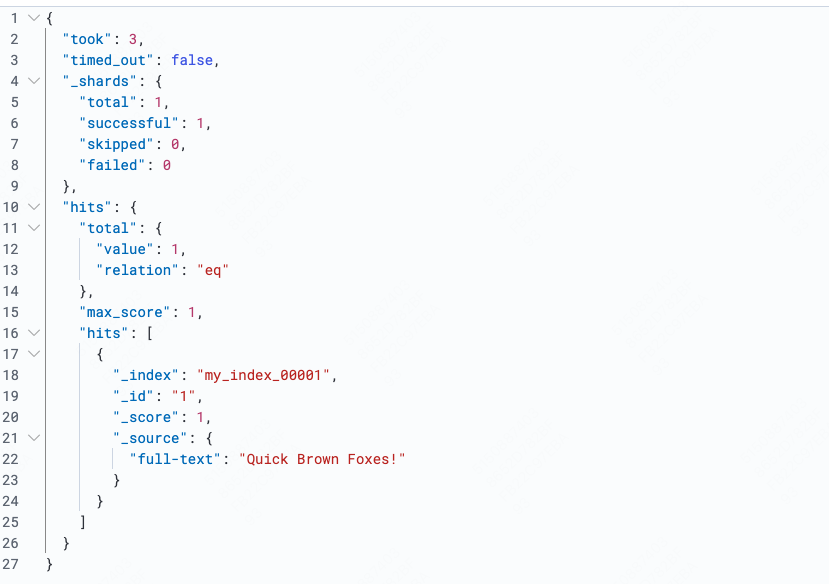 1 {
2 "took": 3,
3 "timed_out": false,
4 "_shards": {
5 "total": 1,
6 "successful": 1,
7 "skipped": 0,
8 "failed": 0
9 },
10 "hits": {
11 "total": {
12 "value": 1,
13 "relation": "eq"
14 },
15 "max_score": 1,
16 "hits": [
17 {
18 "_index": "my_index_00001",
19 "_id": "1",
20 "_score": 1,
21 "_source": {
22 "full-text": "Quick Brown Foxes!"
23 }
24 }
25 ]
26 }
27 }